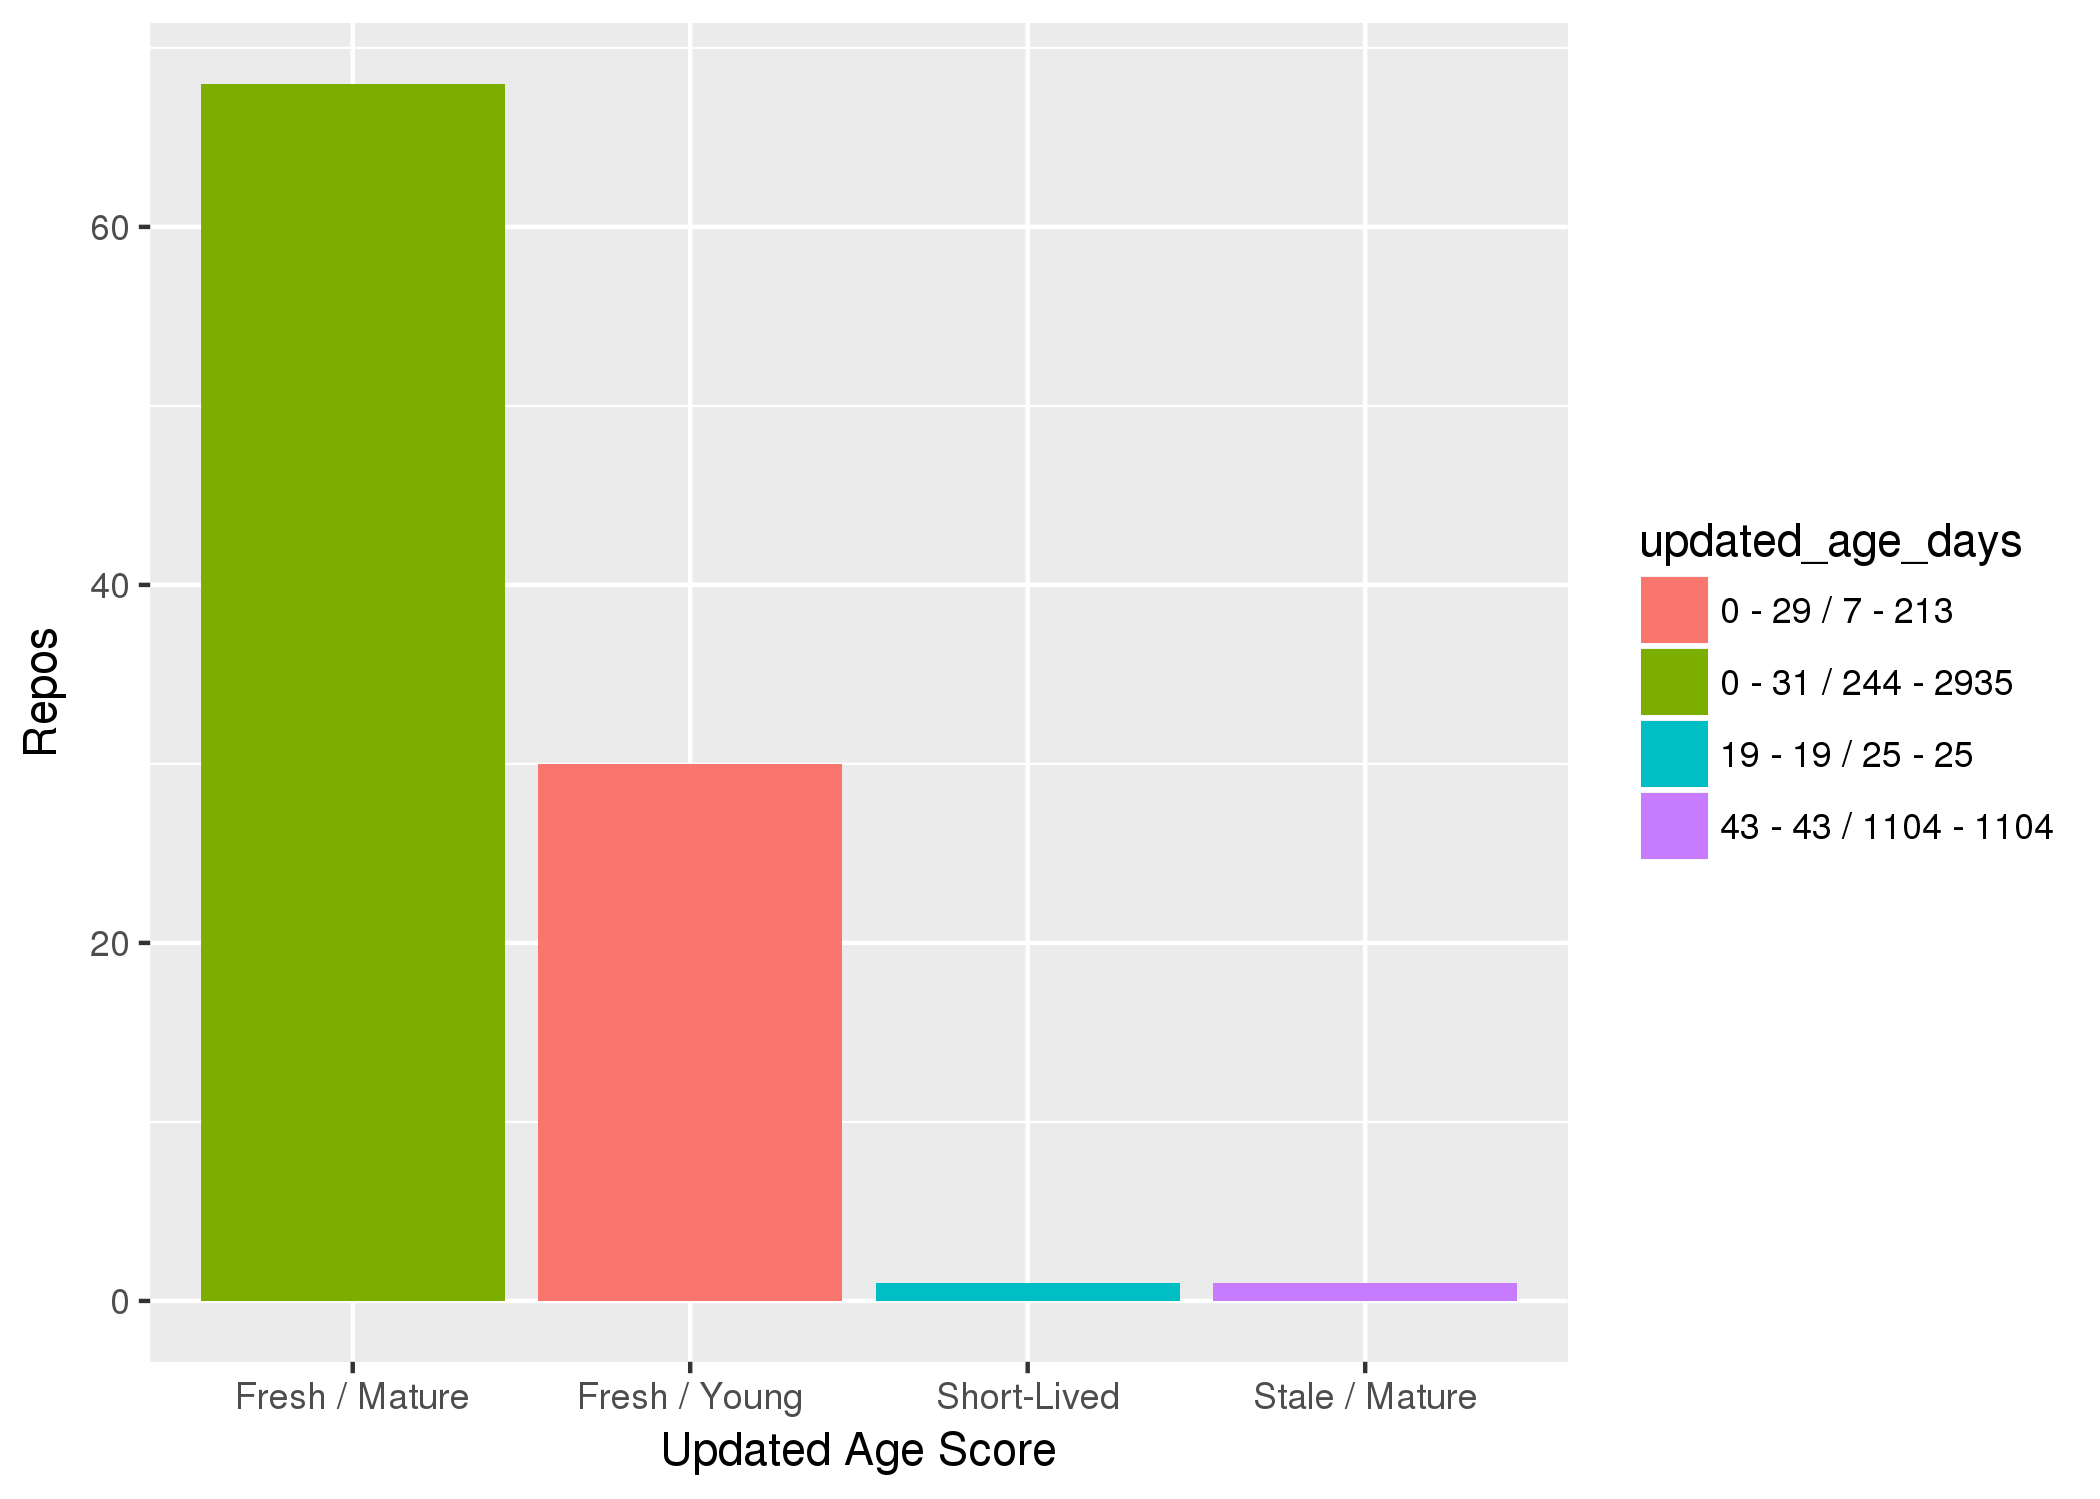 60
40
20
0
Repos
Fresh / Mature
Fresh / Young
Short-Lived
Stale / Mature
Updated Age Score
updated_age_days
0 - 29 / 7 - 213
0 - 31 / 244 - 2935
19 - 19 / 25 - 25
43 - 43 / 1104 - 1104